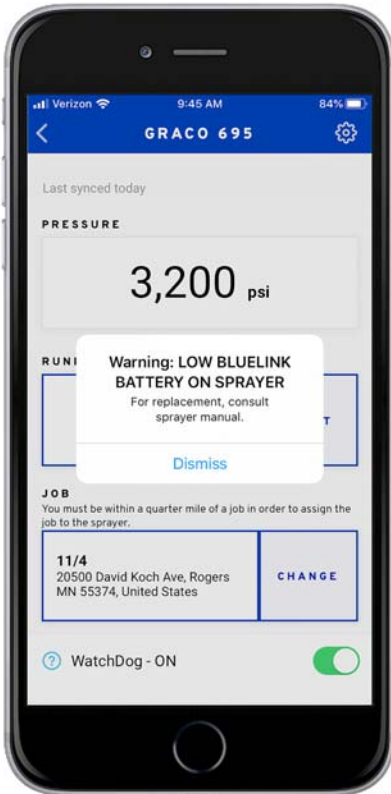 Verizon 9:45 AM 84%
GRACO 695
Last synced today
PRESSURE
3,200 psi
Warning: LOW BLUELINK
BATTERY ON SPRAYER
For replacement, consult
sprayer manual.
Dismiss
JOB
You must be within a quarter mile of a job in order to assign the
job to the sprayer.
11/4
20500 David Koch Ave, Rogers
MN 55374, United States
CHANGE
? WatchDog - ON